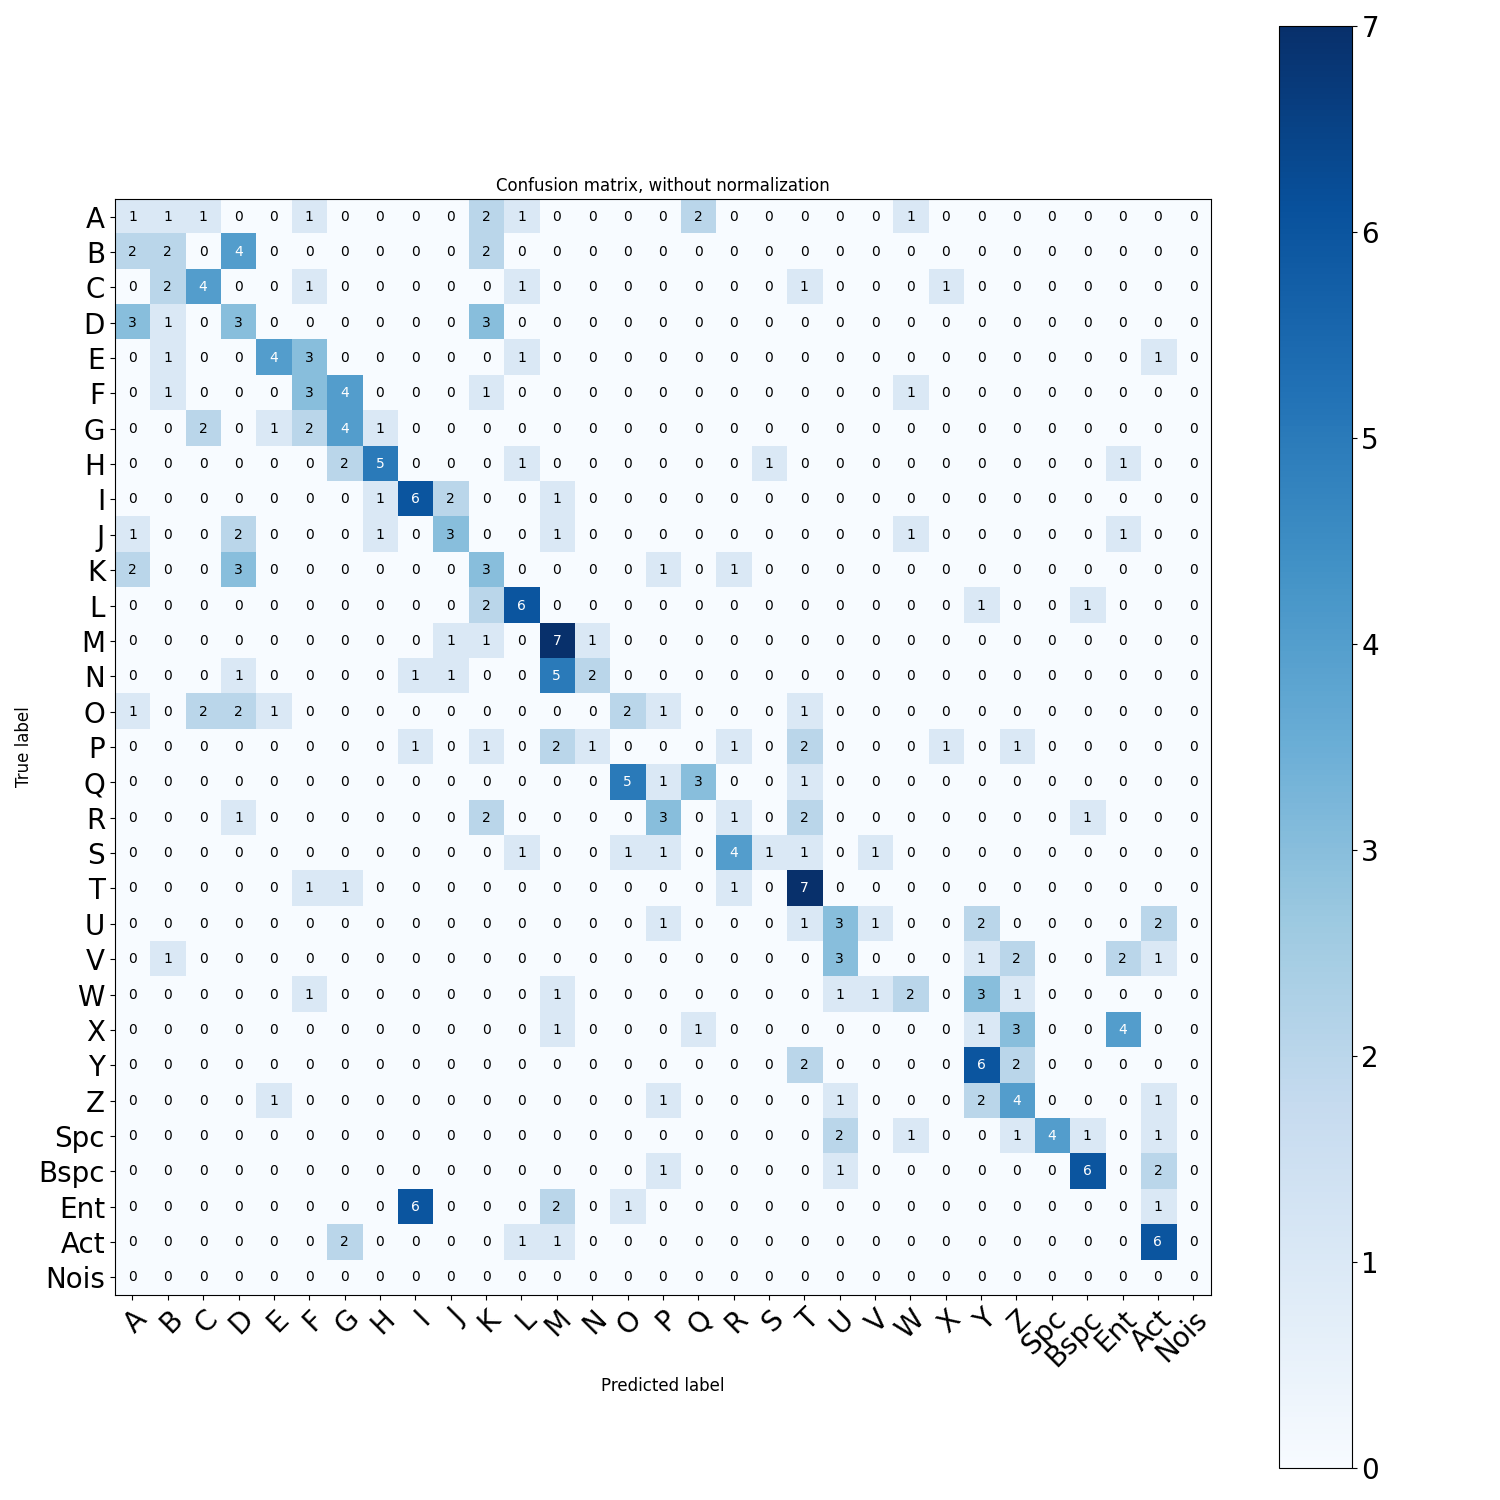 Confusion matrix, without normalization
A 1 1 1 0 0 1 0 0 0 0 2 1 0 0 0 0 2 0 0 0 0 0 1 0 0 0 0 0 0 0 0
B 2 2 0 4 0 0 0 0 0 0 2 0 0 0 0 0 0 0 0 0 0 0 0 0 0 0 0 0 0 0 0
C 0 2 4 0 0 1 0 0 0 0 0 1 0 0 0 0 0 0 0 1 0 0 0 1 0 0 0 0 0 0 0
D 3 1 0 3 0 0 0 0 0 0 3 0 0 0 0 0 0 0 0 0 0 0 0 0 0 0 0 0 0 0 0
E 0 1 0 0 4 3 0 0 0 0 0 1 0 0 0 0 0 0 0 0 0 0 0 0 0 0 0 0 0 1 0
F 0 1 0 0 0 3 4 0 0 0 1 0 0 0 0 0 0 0 0 0 0 0 1 0 0 0 0 0 0 0 0
G 0 0 2 0 1 2 4 1 0 0 0 0 0 0 0 0 0 0 0 0 0 0 0 0 0 0 0 0 0 0 0
H 0 0 0 0 0 0 2 5 0 0 0 1 0 0 0 0 0 0 1 0 0 0 0 0 0 0 0 0 1 0 0
I 0 0 0 0 0 0 0 1 6 2 0 0 1 0 0 0 0 0 0 0 0 0 0 0 0 0 0 0 0 0 0
J 1 0 0 2 0 0 0 1 0 3 0 0 1 0 0 0 0 0 0 0 0 0 1 0 0 0 0 0 1 0 0
K 2 0 0 3 0 0 0 0 0 0 3 0 0 0 0 1 0 1 0 0 0 0 0 0 0 0 0 0 0 0 0
L 0 0 0 0 0 0 0 0 0 0 2 6 0 0 0 0 0 0 0 0 0 0 0 0 1 0 0 1 0 0 0
M 0 0 0 0 0 0 0 0 0 1 1 0 7 1 0 0 0 0 0 0 0 0 0 0 0 0 0 0 0 0 0
N 0 0 0 1 0 0 0 0 1 1 0 0 5 2 0 0 0 0 0 0 0 0 0 0 0 0 0 0 0 0 0
O 1 0 2 2 1 0 0 0 0 0 0 0 0 0 2 1 0 0 0 1 0 0 0 0 0 0 0 0 0 0 0
P 0 0 0 0 0 0 0 0 1 0 1 0 2 1 0 0 0 1 0 2 0 0 0 1 0 1 0 0 0 0 0
Q 0 0 0 0 0 0 0 0 0 0 0 0 0 0 5 1 3 0 0 1 0 0 0 0 0 0 0 0 0 0 0
R 0 0 0 1 0 0 0 0 0 0 2 0 0 0 0 3 0 1 0 2 0 0 0 0 0 0 0 1 0 0 0
S 0 0 0 0 0 0 0 0 0 0 0 1 0 0 1 1 0 4 1 1 0 1 0 0 0 0 0 0 0 0 0
T 0 0 0 0 0 1 1 0 0 0 0 0 0 0 0 0 0 1 0 7 0 0 0 0 0 0 0 0 0 0 0
U 0 0 0 0 0 0 0 0 0 0 0 0 0 0 0 1 0 0 0 1 3 1 0 0 2 0 0 0 0 2 0
V 0 1 0 0 0 0 0 0 0 0 0 0 0 0 0 0 0 0 0 0 3 0 0 0 1 2 0 0 2 1 0
W 0 0 0 0 0 1 0 0 0 0 0 0 1 0 0 0 0 0 0 0 1 1 2 0 3 1 0 0 0 0 0
X 0 0 0 0 0 0 0 0 0 0 0 0 1 0 0 0 1 0 0 0 0 0 0 0 1 3 0 0 4 0 0
Y 0 0 0 0 0 0 0 0 0 0 0 0 0 0 0 0 0 0 0 2 0 0 0 0 6 2 0 0 0 0 0
Z 0 0 0 0 1 0 0 0 0 0 0 0 0 0 0 1 0 0 0 0 1 0 0 0 2 4 0 0 0 1 0
Spc 0 0 0 0 0 0 0 0 0 0 0 0 0 0 0 0 0 0 0 0 2 0 1 0 0 1 4 1 0 1 0
Bspc 0 0 0 0 0 0 0 0 0 0 0 0 0 0 0 1 0 0 0 0 1 0 0 0 0 0 0 6 0 2 0
Ent 0 0 0 0 0 0 0 0 6 0 0 0 2 0 1 0 0 0 0 0 0 0 0 0 0 0 0 0 0 1 0
Act 0 0 0 0 0 0 2 0 0 0 0 1 1 0 0 0 0 0 0 0 0 0 0 0 0 0 0 0 0 6 0
Nois 0 0 0 0 0 0 0 0 0 0 0 0 0 0 0 0 0 0 0 0 0 0 0 0 0 0 0 0 0 0 0
A B C D E F G H I J K L M N O P Q R S T U V W X Y Z Spc Bspc Ent Act Nois
Predicted label
True label
7
6
5
4
3
2
1
0